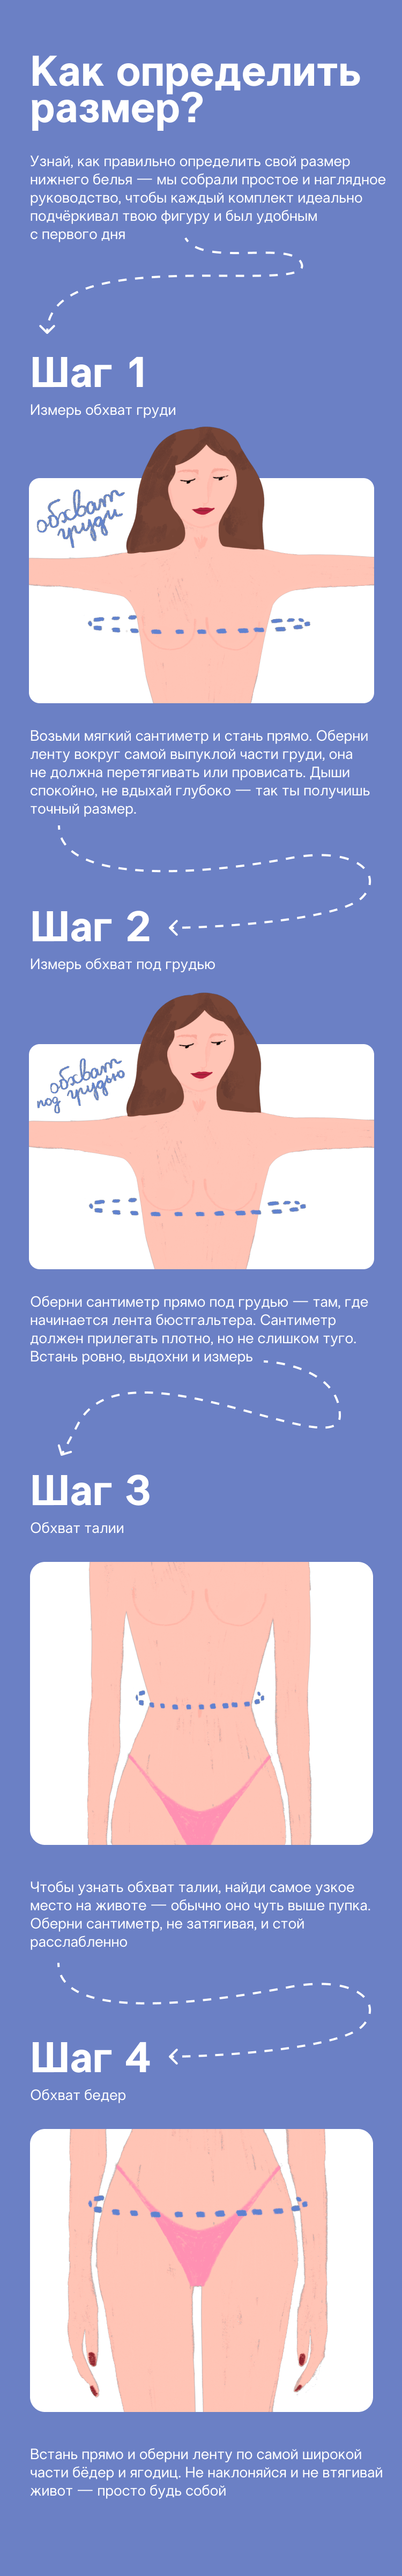 Как определить
размер?
Узнай, как правильно определить свой размер
нижнего белья — мы собрали простое и наглядное
руководство, чтобы каждый комплект идеально
подчёркивал твою фигуру и был удобным
с первого дня
Шаг 1
Измерь обхват груди
обхват
груди
Возьми мягкий сантиметр и стань прямо. Оберни
ленту вокруг самой выпуклой части груди, она
не должна перетягивать или провисать. Дыши
спокойно, не вдыхай глубоко — так ты получишь
точный размер.
Шаг 2
Измерь обхват под грудью
обхват
под грудью
Оберни сантиметр прямо под грудью — там, где
начинается лента бюстгальтера. Сантиметр
должен прилегать плотно, но не слишком туго.
Встань ровно, выдохни и измерь
Шаг 3
Обхват талии
Чтобы узнать обхват талии, найди самое узкое
место на животе — обычно оно чуть выше пупка.
Оберни сантиметр, не затягивая, и стой
расслабленно
Шаг 4
Обхват бедер
Встань прямо и оберни ленту по самой широкой
части бёдер и ягодиц. Не наклоняйся и не втягивай
живот — просто будь собой